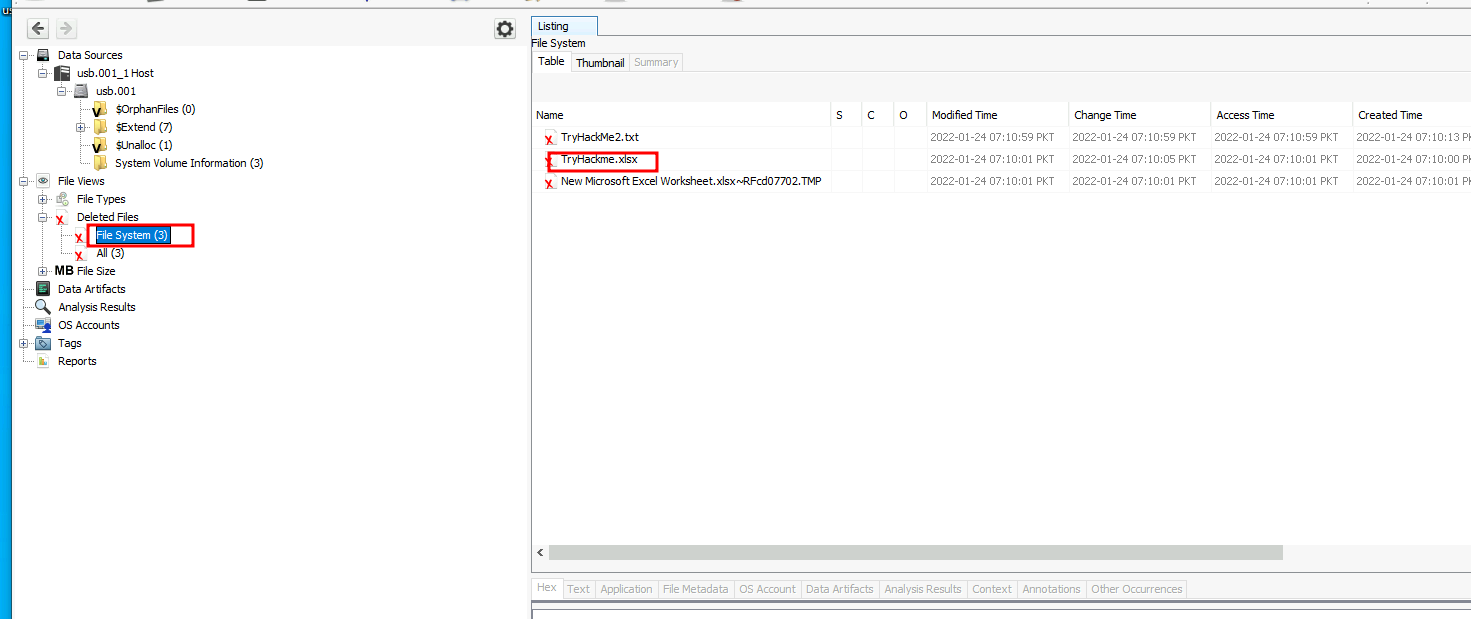 us
Data Sources
usb.001_1 Host
usb.001
$OrphanFiles (0)
$Extend (7)
$Unalloc (1)
System Volume Information (3)
File Views
File Types
Deleted Files
File System (3)
All (3)
MB File Size
Data Artifacts
Analysis Results
OS Accounts
Tags
Reports
Listing
File System
Table Thumbnail Summary
Name S C O Modified Time Change Time Access Time Created Time
TryHackMe2.txt 2022-01-24 07:10:59 PKT 2022-01-24 07:10:59 PKT 2022-01-24 07:10:59 PKT 2022-01-24 07:10:13 P
TryHackme.xlsx 2022-01-24 07:10:01 PKT 2022-01-24 07:10:05 PKT 2022-01-24 07:10:01 PKT 2022-01-24 07:10:00 P
New Microsoft Excel Worksheet.xlsx~RFcd07702.TMP 2022-01-24 07:10:01 PKT 2022-01-24 07:10:01 PKT 2022-01-24 07:10:01 PKT 2022-01-24 07:10:01 P
Hex Text Application File Metadata OS Account Data Artifacts Analysis Results Context Annotations Other Occurrences